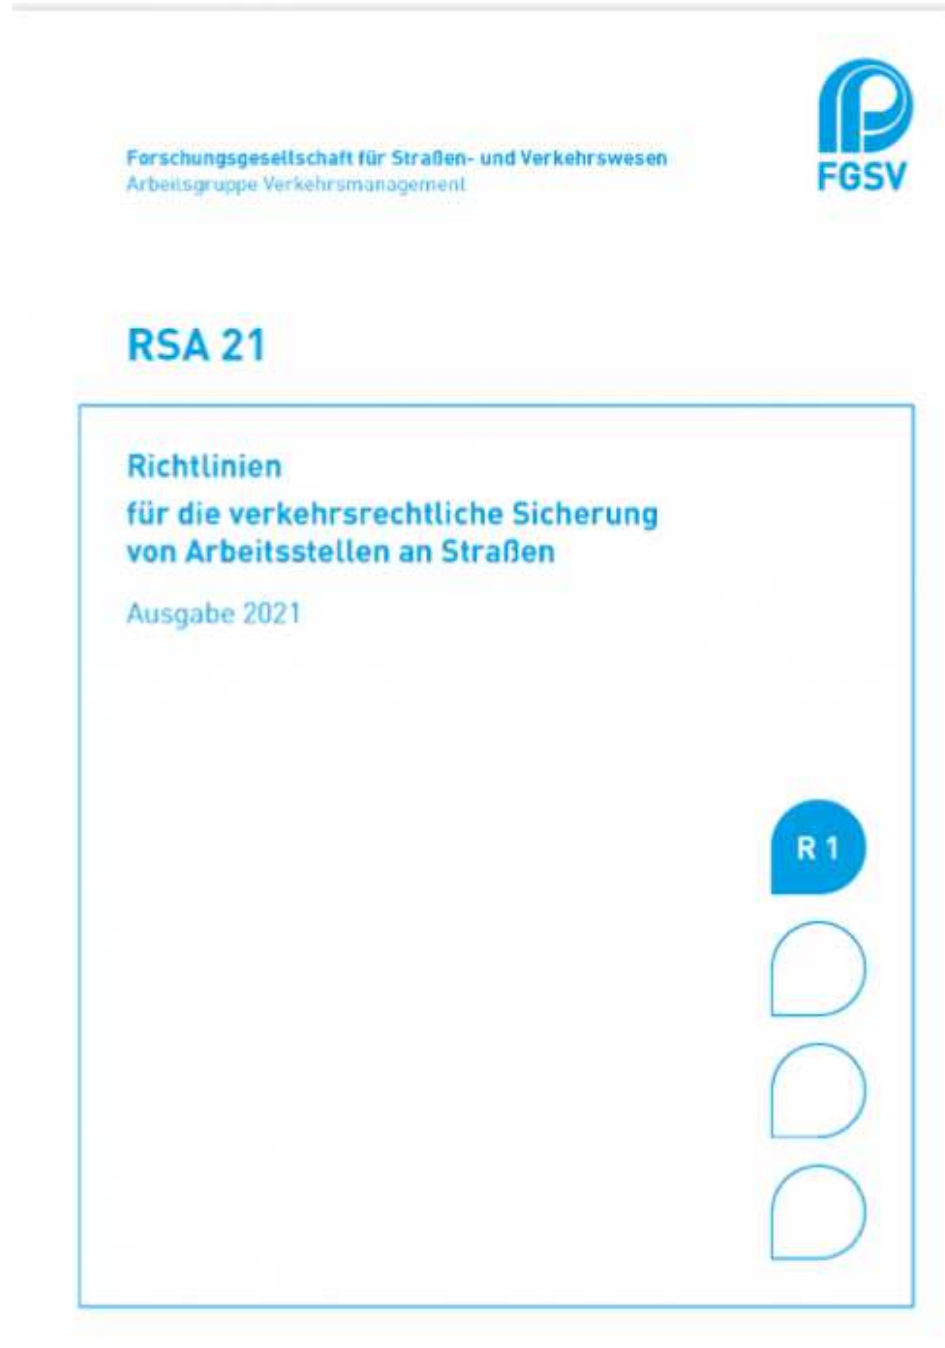 Forschungsgesellschaft für Straßen- und Verkehrswesen
Arbeitsgruppe Verkehrsmanagement
FGSV
RSA 21
Richtlinien
für die verkehrsrechtliche Sicherung
von Arbeitsstellen an Straßen
Ausgabe 2021
R 1